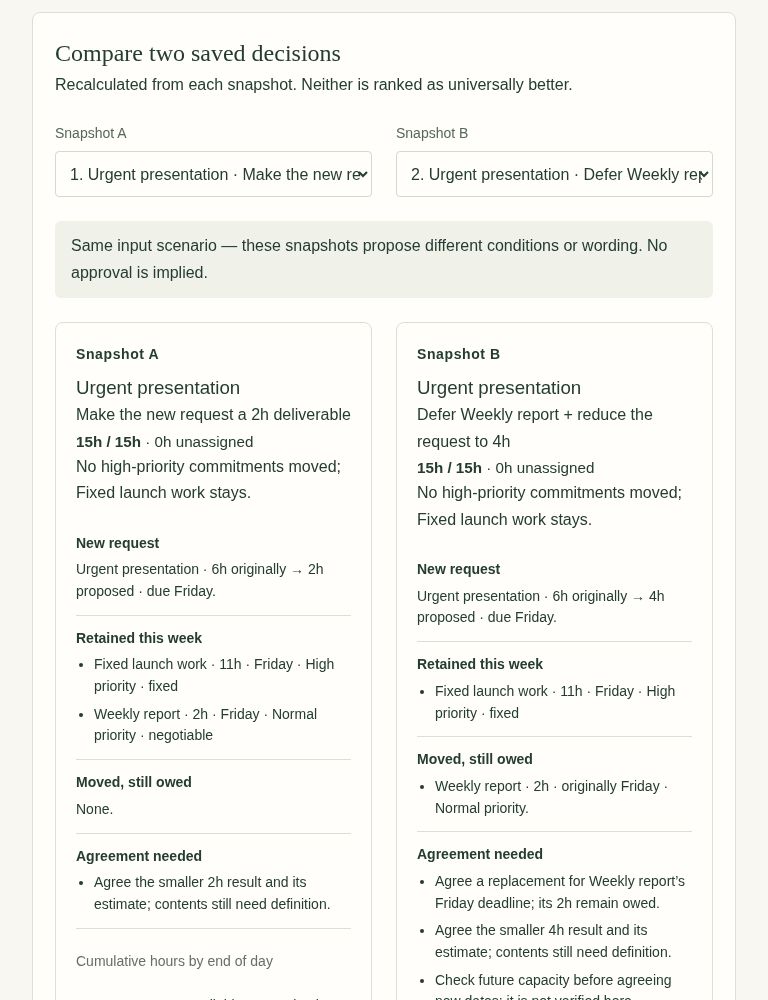 Compare two saved decisions
Recalculated from each snapshot. Neither is ranked as universally better.
Snapshot A
1. Urgent presentation · Make the new re
Snapshot B
2. Urgent presentation · Defer Weekly rep
Same input scenario — these snapshots propose different conditions or wording. No
approval is implied.
Snapshot A
Urgent presentation
Make the new request a 2h deliverable
15h / 15h · 0h unassigned
No high-priority commitments moved;
Fixed launch work stays.
New request
Urgent presentation · 6h originally → 2h
proposed · due Friday.
Retained this week
• Fixed launch work · 11h · Friday · High
priority · fixed
• Weekly report · 2h · Friday · Normal
priority · negotiable
Moved, still owed
None.
Agreement needed
• Agree the smaller 2h result and its
estimate; contents still need definition.
Cumulative hours by end of day
Snapshot B
Urgent presentation
Defer Weekly report + reduce the
request to 4h
15h / 15h · 0h unassigned
No high-priority commitments moved;
Fixed launch work stays.
New request
Urgent presentation · 6h originally → 4h
proposed · due Friday.
Retained this week
• Fixed launch work · 11h · Friday · High
priority · fixed
Moved, still owed
• Weekly report · 2h · originally Friday ·
Normal priority.
Agreement needed
• Agree a replacement for Weekly report’s
Friday deadline; its 2h remain owed.
• Agree the smaller 4h result and its
estimate; contents still need definition.
• Check future capacity before agreeing
new dates; it is not verified here.